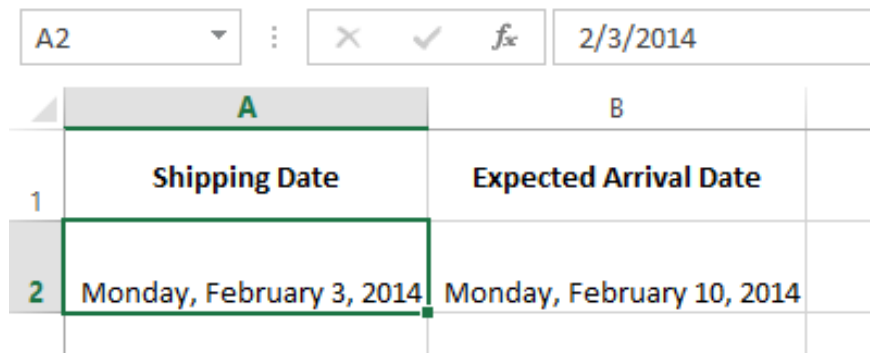 A2 fx 2/3/2014
A B
1 Shipping Date Expected Arrival Date
2 Monday, February 3, 2014 Monday, February 10, 2014